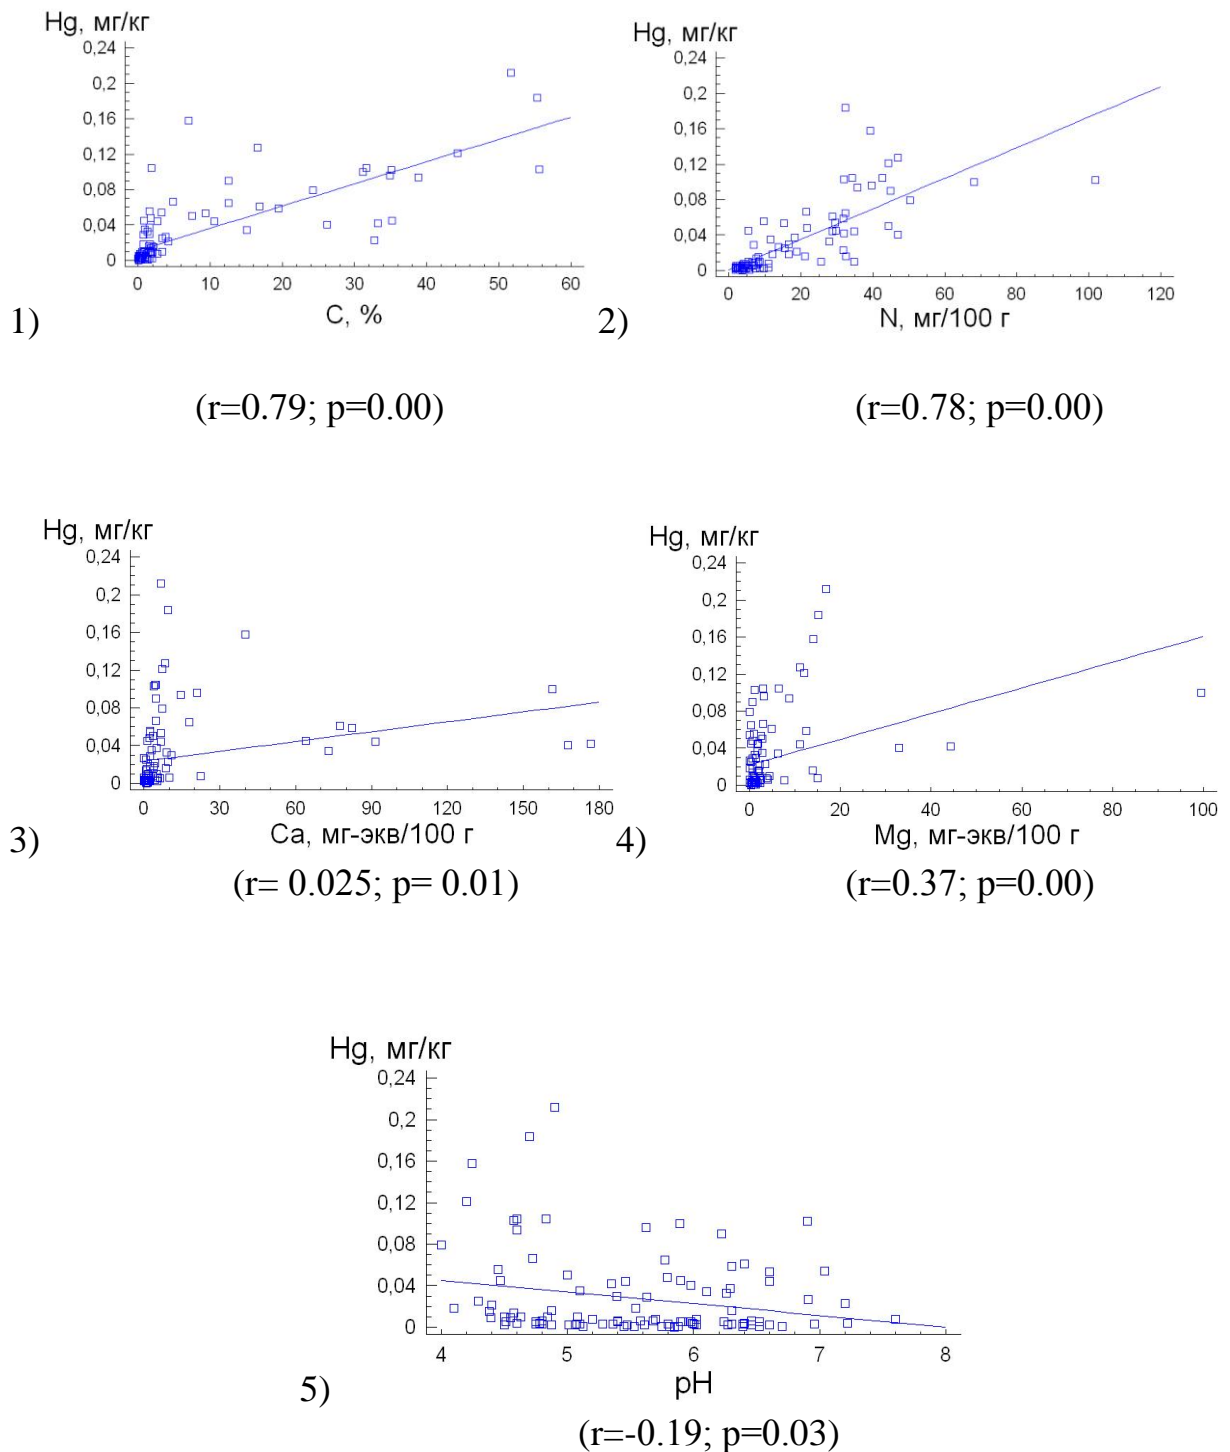 Hg, мг/кг
0,24
0,2
0,16
0,12
0,08
0,04
0
0 10 20 30 40 50 60
C, %
1)
(r=0.79; p=0.00)
Hg, мг/кг
0,24
0,2
0,16
0,12
0,08
0,04
0
0 20 40 60 80 100 120
N, мг/100 г
2)
(r=0.78; p=0.00)
Hg, мг/кг
0,24
0,2
0,16
0,12
0,08
0,04
0
0 30 60 90 120 150 180
Ca, мг-экв/100 г
3)
(r= 0.025; p= 0.01)
Hg, мг/кг
0,24
0,2
0,16
0,12
0,08
0,04
0
0 20 40 60 80 100
Mg, мг-экв/100 г
4)
(r=0.37; p=0.00)
Hg, мг/кг
0,24
0,2
0,16
0,12
0,08
0,04
0
4 5 6 7 8
pH
5)
(r=-0.19; p=0.03)